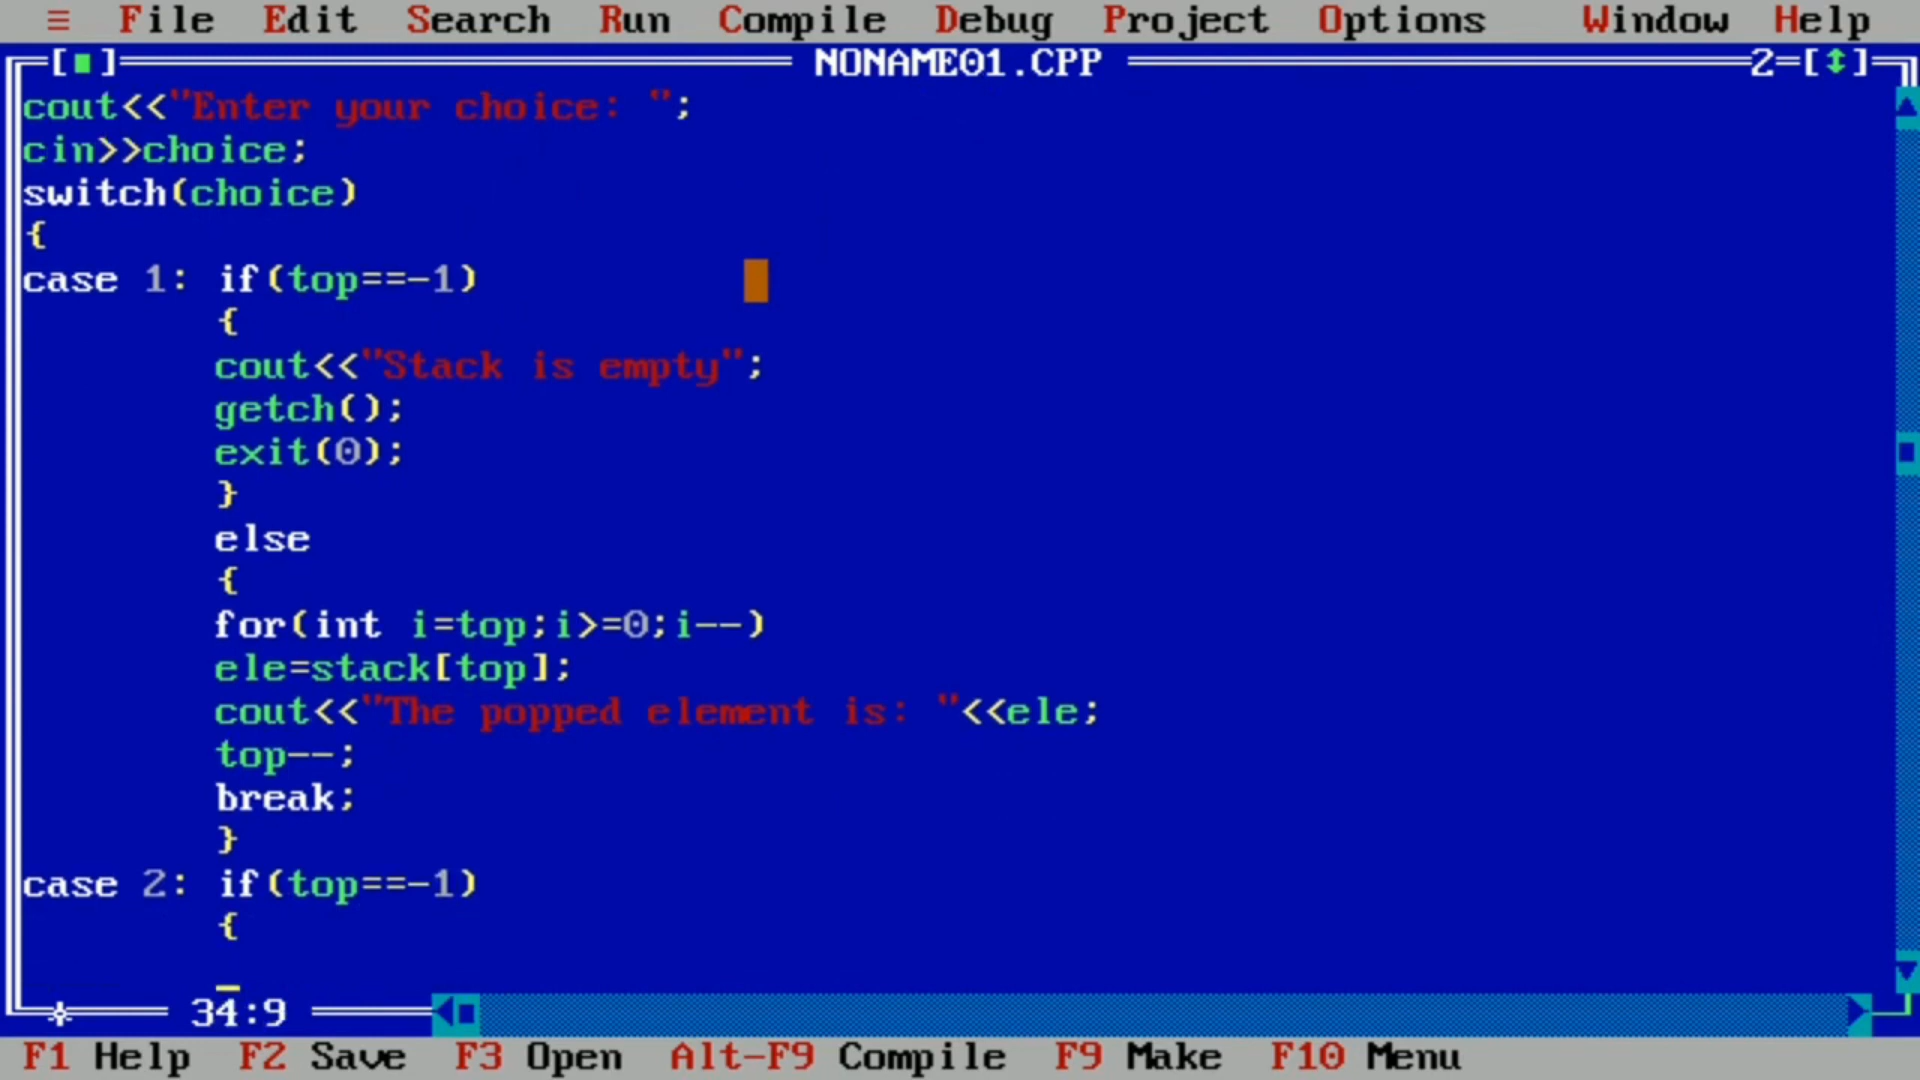 ≡ File Edit Search Run Compile Debug Project Options Window Help
[■] NONAME01.CPP 2=[↕]
cout<<"Enter your choice: ";
cin>>choice;
switch(choice)
{
case 1: if(top==-1)
{
cout<<"Stack is empty";
getch();
exit(0);
}
else
{
for(int i=top;i>=0;i--)
ele=stack[top];
cout<<"The popped element is: "<<ele;
top--;
break;
}
case 2: if(top==-1)
{
34:9
F1 Help F2 Save F3 Open Alt-F9 Compile F9 Make F10 Menu